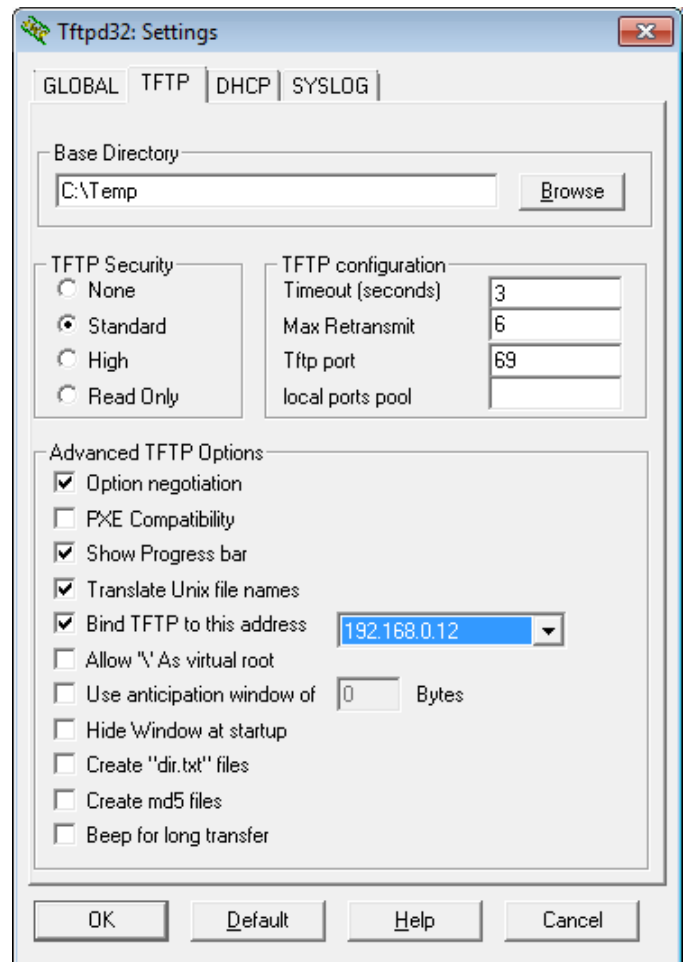 Tftpd32: Settings
GLOBAL TFTP DHCP SYSLOG
Base Directory
C:\Temp Browse
TFTP Security
None
Standard
High
Read Only
TFTP configuration
Timeout (seconds) 3
Max Retransmit 6
Tftp port 69
local ports pool
Advanced TFTP Options
Option negotiation
PXE Compatibility
Show Progress bar
Translate Unix file names
Bind TFTP to this address 192.168.0.12
Allow '\' As virtual root
Use anticipation window of 0 Bytes
Hide Window at startup
Create "dir.txt" files
Create md5 files
Beep for long transfer
OK Default Help Cancel